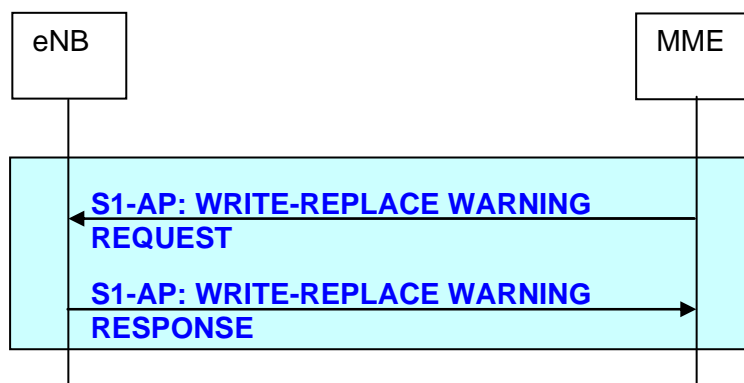 eNB
MME
S1-AP: WRITE-REPLACE WARNING
REQUEST
S1-AP: WRITE-REPLACE WARNING
RESPONSE